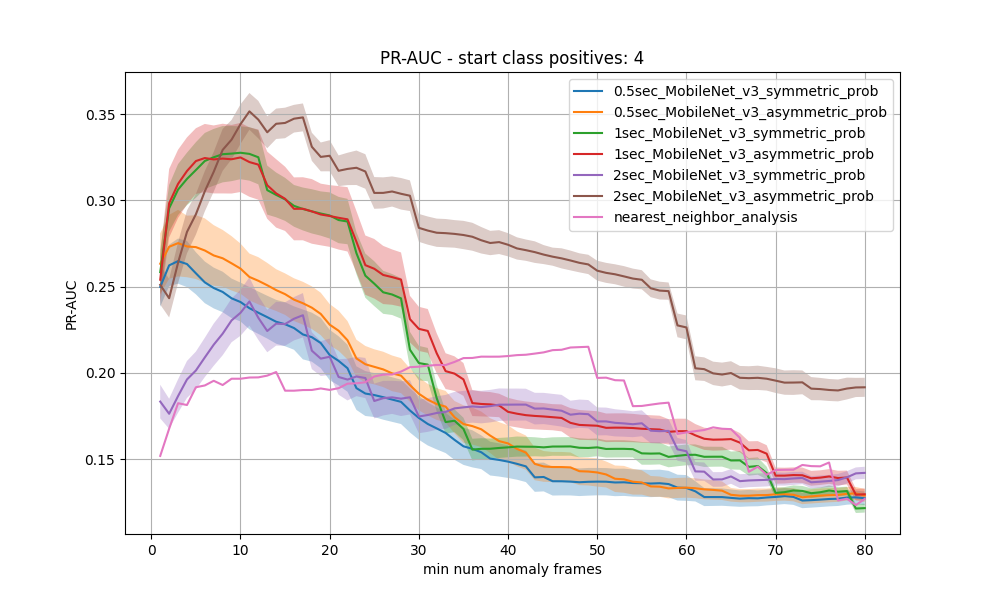 PR-AUC - start class positives: 4
0.5sec_MobileNet_v3_symmetric_prob
0.5sec_MobileNet_v3_asymmetric_prob
1sec_MobileNet_v3_symmetric_prob
1sec_MobileNet_v3_asymmetric_prob
2sec_MobileNet_v3_symmetric_prob
2sec_MobileNet_v3_asymmetric_prob
nearest_neighbor_analysis
PR-AUC
0.35
0.30
0.25
0.20
0.15
0 10 20 30 40 50 60 70 80
min num anomaly frames